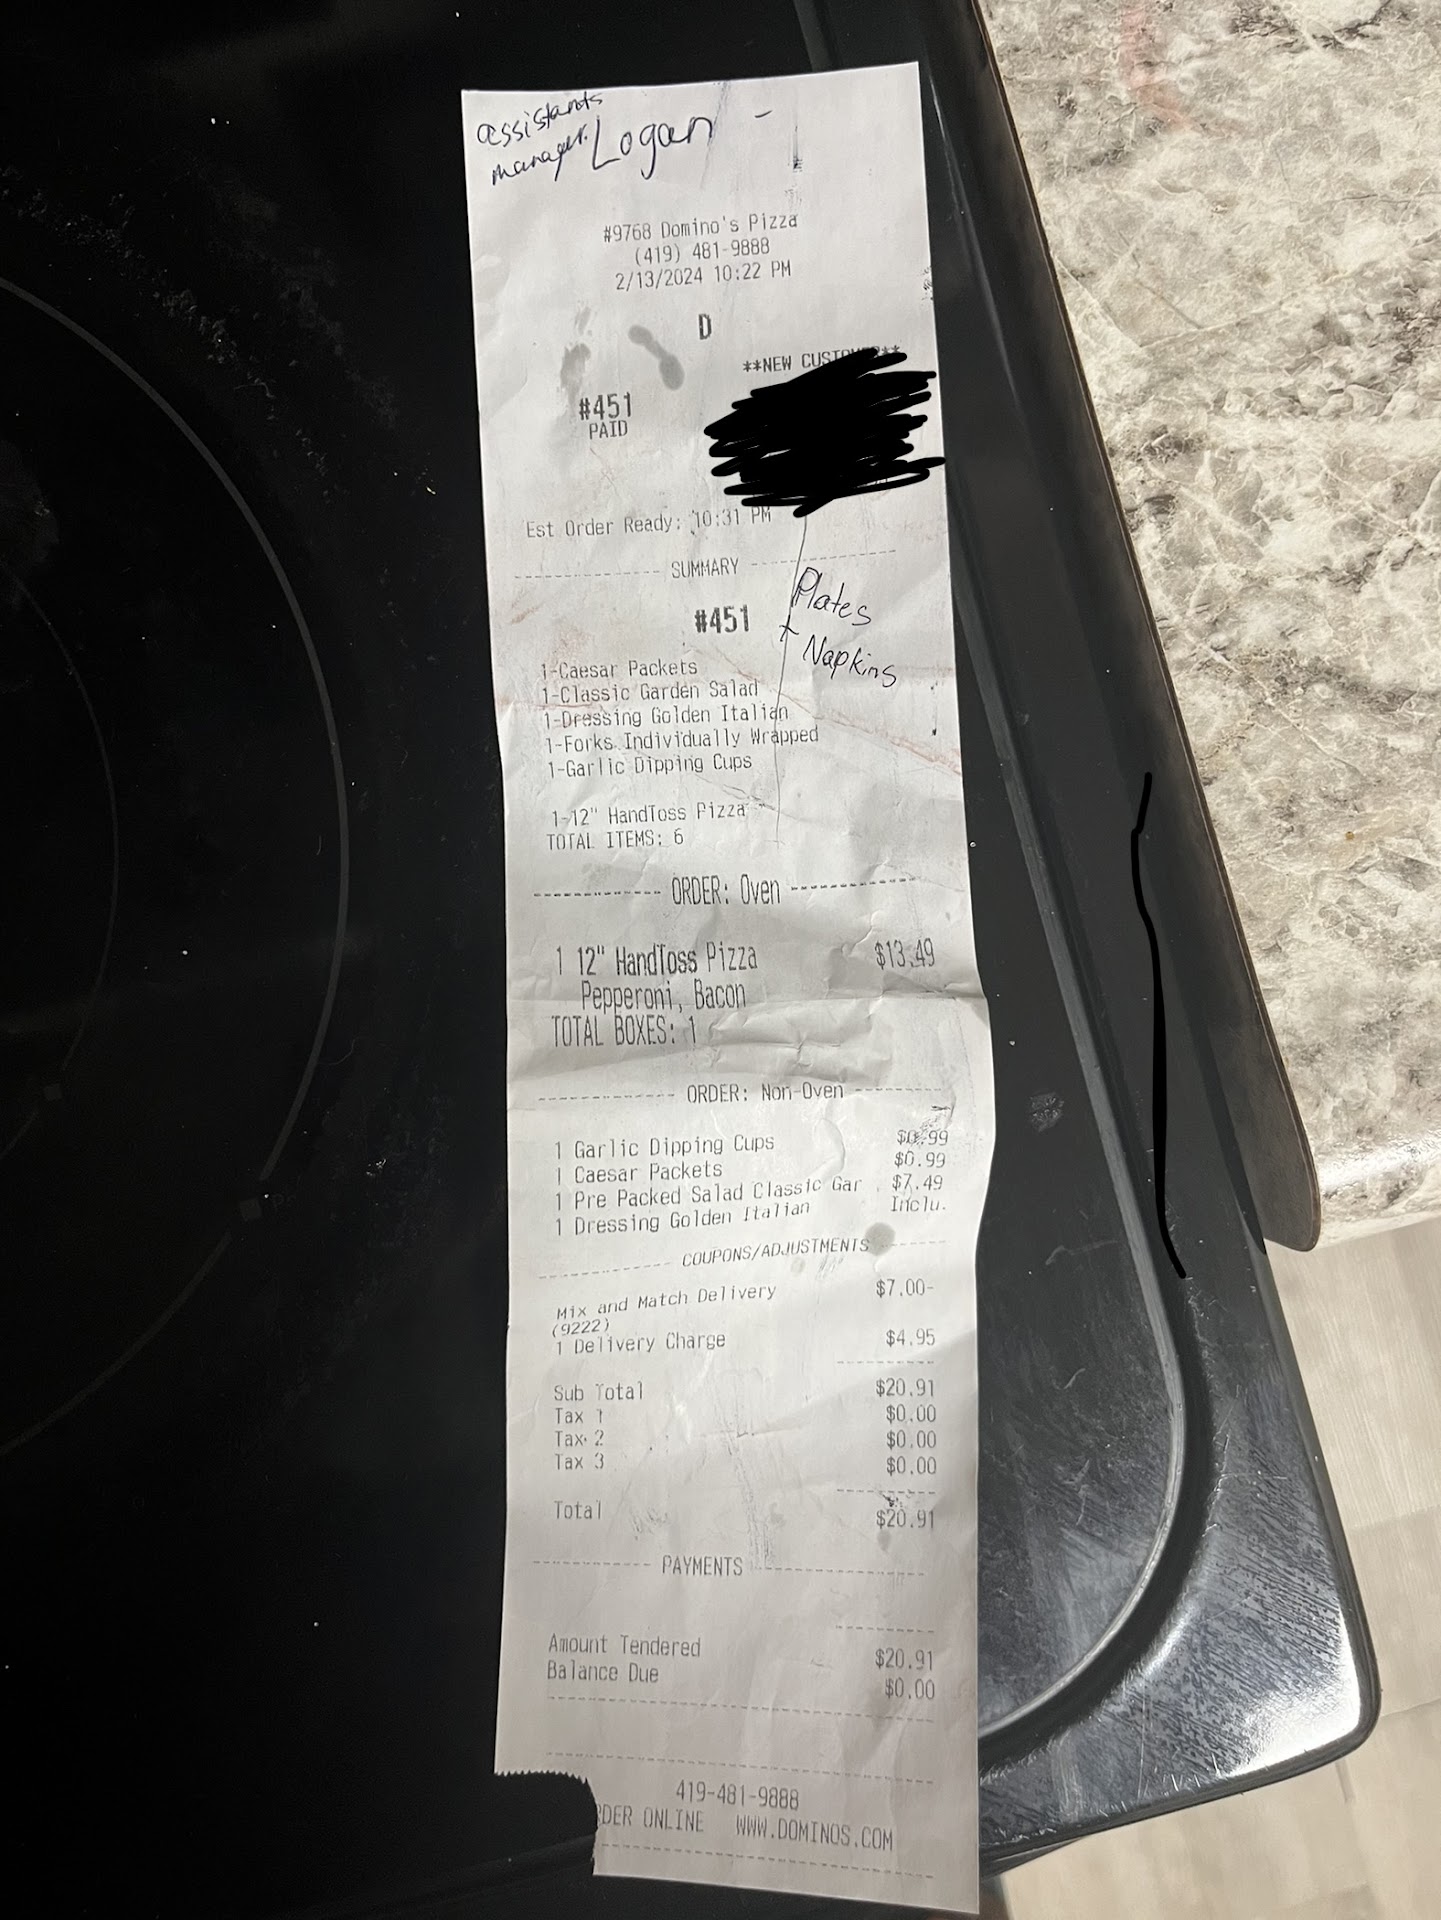 assistants
manager. Logan -
#9768 Domino's Pizza
(419) 481-9888
2/13/2024 10:22 PM
D
**NEW
#451
PAID
Est Order Ready: 10:31 PM
SUMMARY
#451
Plates
+
Napkins
1-Caesar Packets
1-Classic Garden Salad
1-Dressing Golden Italian
1-Forks Individually Wrapped
1-Garlic Dipping Cups
1-12" HandToss Pizza
TOTAL ITEMS: 6
ORDER: Oven
1 12" HandToss Pizza $13.49
Pepperoni, Bacon
TOTAL BOXES: 1
ORDER: Non-Oven
1 Garlic Dipping Cups $0.99
1 Caesar Packets $0.99
1 Pre Packed Salad Classic Gar $7.49
1 Dressing Golden Italian Inclu.
COUPONS/ADJUSTMENTS
Mix and Match Delivery $7.00-
(9222)
1 Delivery Charge $4.95
Sub Total $20.91
Tax 1 $0.00
Tax 2 $0.00
Tax 3 $0.00
Total $20.91
PAYMENTS
Amount Tendered $20.91
Balance Due $0.00
419-481-9888
DER ONLINE WWW.DOMINOS.COM